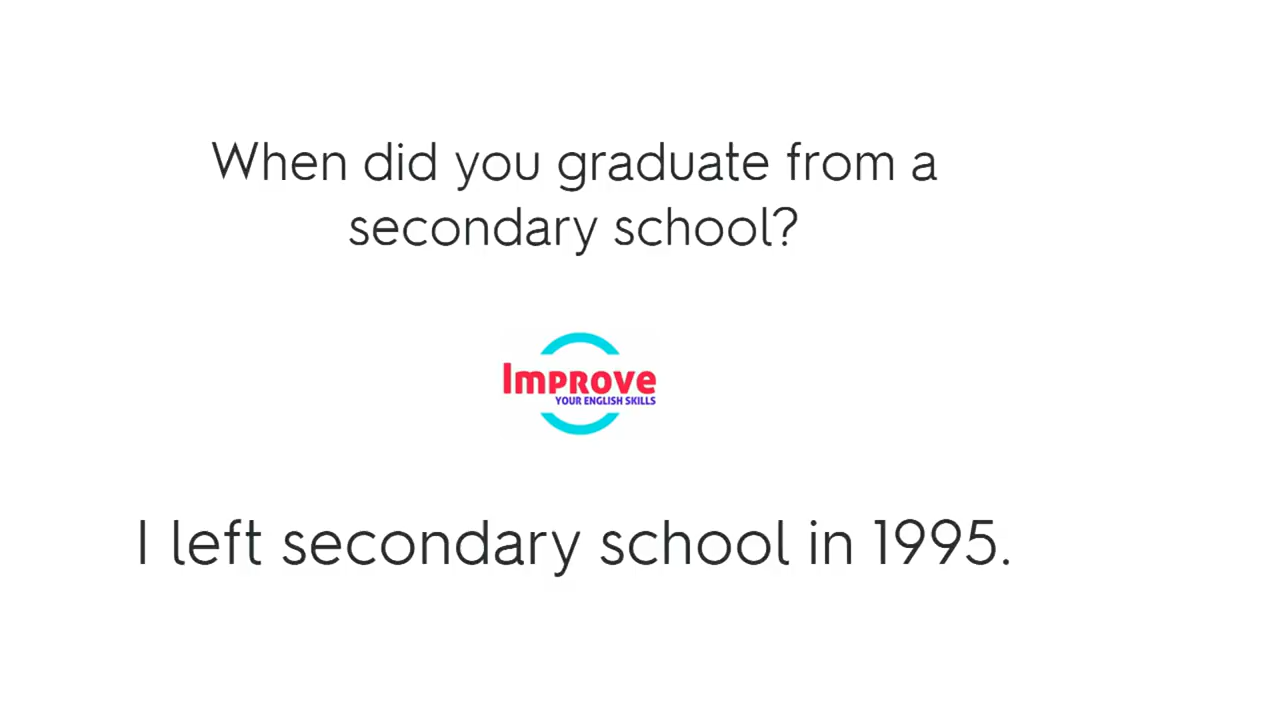 When did you graduate from a
secondary school?
Improve
YOUR ENGLISH SKILLS
I left secondary school in 1995.